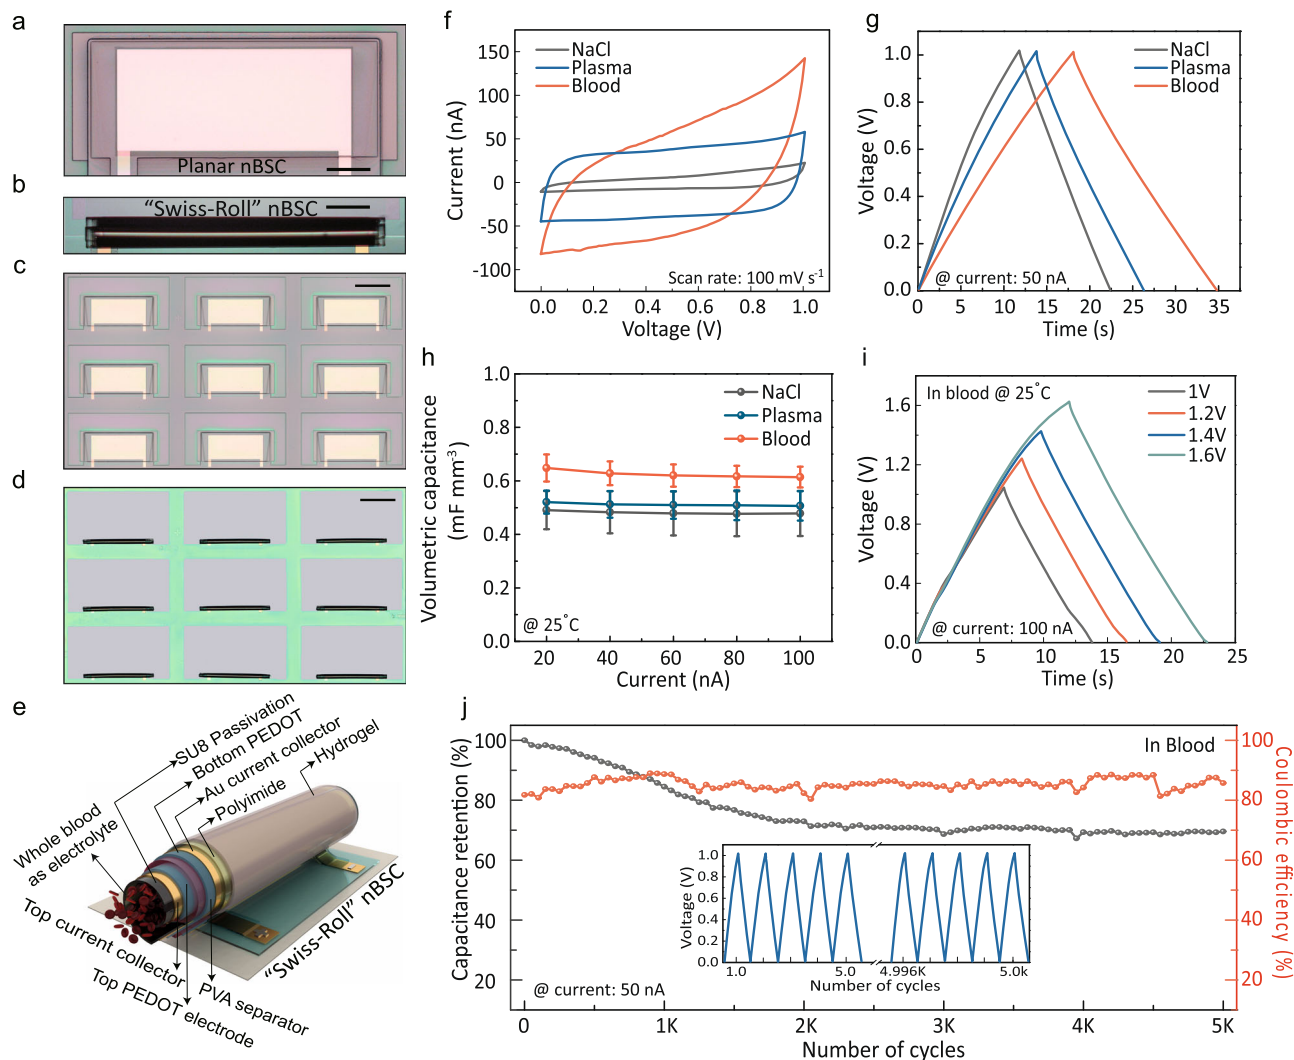 a
Planar nBSC
b
“Swiss-Roll” nBSC
c
d
e
SU8 Passivation
Bottom PEDOT
Au current collector
Polyimide
Hydrogel
Whole blood
as electrolyte
Top current collector
Top PEDOT electrode
PVA separator
“Swiss-Roll” nBSC
f
NaCl
Plasma
Blood
150
100
50
0
-50
-100
Current (nA)
Scan rate: 100 mV s⁻¹
0.0 0.2 0.4 0.6 0.8 1.0
Voltage (V)
g
NaCl
Plasma
Blood
1.0
0.8
0.6
0.4
0.2
0.0
Voltage (V)
@ current: 50 nA
0 5 10 15 20 25 30 35
Time (s)
h
NaCl
Plasma
Blood
1.0
0.8
0.6
0.4
0.2
0.0
Volumetric capacitance
(mF mm⁻³)
@ 25˚C
20 40 60 80 100
Current (nA)
i
In blood @ 25˚C
1V
1.2V
1.4V
1.6V
1.6
1.2
0.8
0.4
0.0
Voltage (V)
@ current: 100 nA
0 5 10 15 20 25
Time (s)
j
In Blood
100
80
60
40
20
Capacitance retention (%)
100
80
60
40
20
Coulombic efficiency (%)
1.0
0.8
0.6
0.4
0.2
0.0
Voltage (V)
1.0 5.0 4.996K 5.0k
Number of cycles
@ current: 50 nA
0 1K 2K 3K 4K 5K
Number of cycles